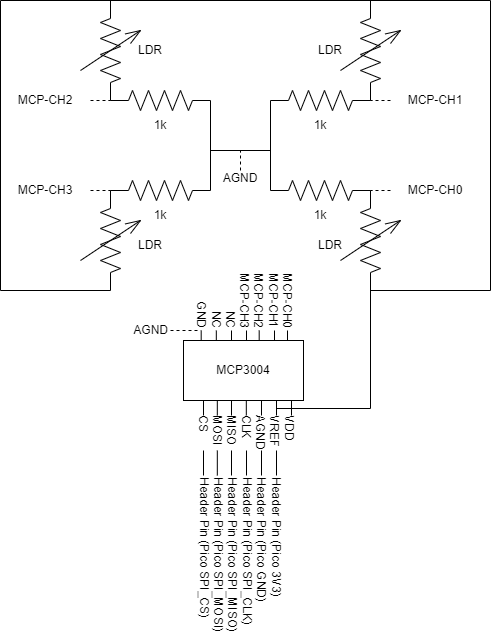 LDR
LDR
MCP-CH2
MCP-CH1
1k
1k
AGND
MCP-CH3
MCP-CH0
1k
1k
LDR
LDR
GND
NC
NC
MCP-CH3
MCP-CH2
MCP-CH1
MCP-CH0
AGND
MCP3004
CS
MOSI
MISO
CLK
AGND
VREF
VDD
Header Pin (Pico SPI_CS)
Header Pin (Pico SPI_MOSI)
Header Pin (Pico SPI_MISO)
Header Pin (Pico SPI_CLK)
Header Pin (Pico GND)
Header Pin (Pico 3V3)